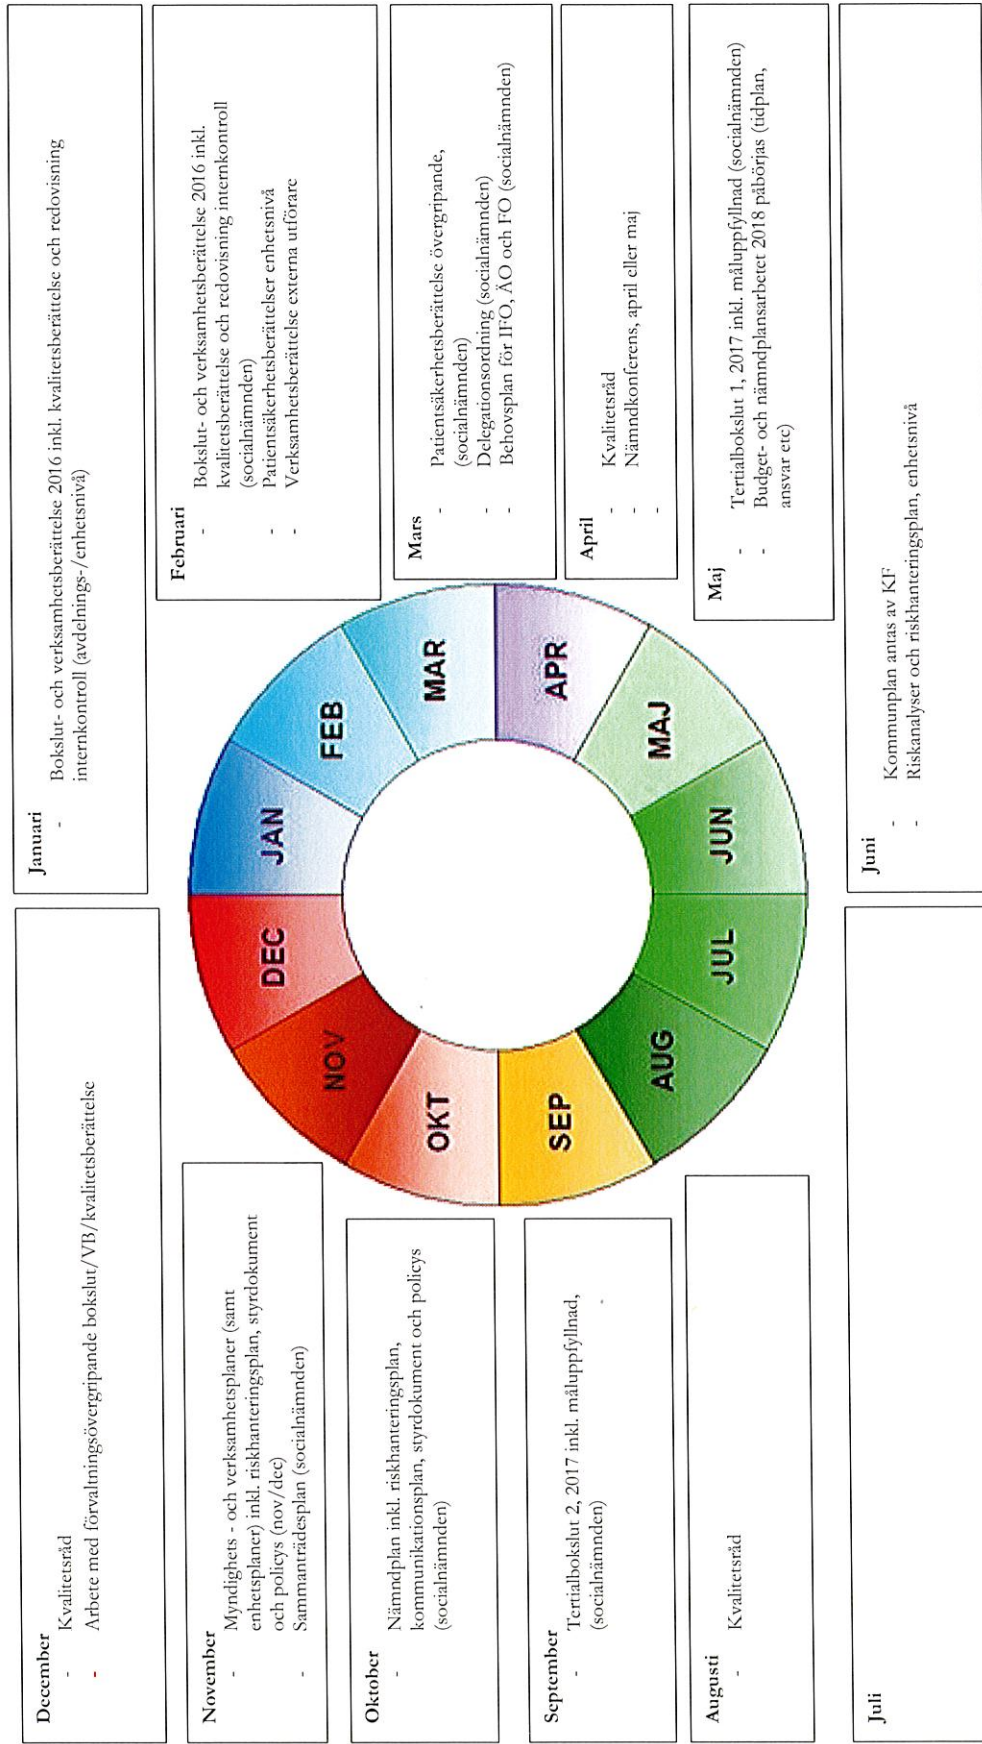 Januari
- Bokslut- och verksamhetsberättelse 2016 inkl. kvalitetsberättelse och redovisning
internkontroll (avdelnings-/enhetsnivå)
Februari
- Bokslut- och verksamhetsberättelse 2016 inkl.
kvalitetsberättelse och redovisning internkontroll
(socialnämnden)
- Patientsäkerhetsberättelser enhetsnivå
- Verksamhetsberättelse externa utförare
Mars
- Patientsäkerhetsberättelse övergripande,
(socialnämnden)
- Delegationsordning (socialnämnden)
- Behovsplan för IFO, ÄO och FO (socialnämnden)
April
- Kvalitetsråd
- Nämndkonferens, april eller maj
-
Maj
- Tertialbokslut 1, 2017 inkl. måluppfyllnad (socialnämnden)
- Budget- och nämndplansarbetet 2018 påbörjas (tidplan,
ansvar etc)
Juni
- Kommunplan antas av KF
- Riskanalyser och riskhanteringsplan, enhetsnivå
Juli
Augusti
- Kvalitetsråd
September
- Tertialbokslut 2, 2017 inkl. måluppfyllnad,
(socialnämnden)
Oktober
- Nämndplan inkl. riskhanteringsplan,
kommunikationsplan, styrdokument och policys
(socialnämnden)
November
- Myndighets - och verksamhetsplaner (samt
enhetsplaner) inkl. riskhanteringsplan, styrdokument
och policys (nov/dec)
- Sammanträdesplan (socialnämnden)
December
- Kvalitetsråd
- Arbete med förvaltningsövergripande bokslut/VB/kvalitetsberättelse
JAN
FEB
MAR
APR
MAJ
JUN
JUL
AUG
SEP
OKT
NOV
DEC